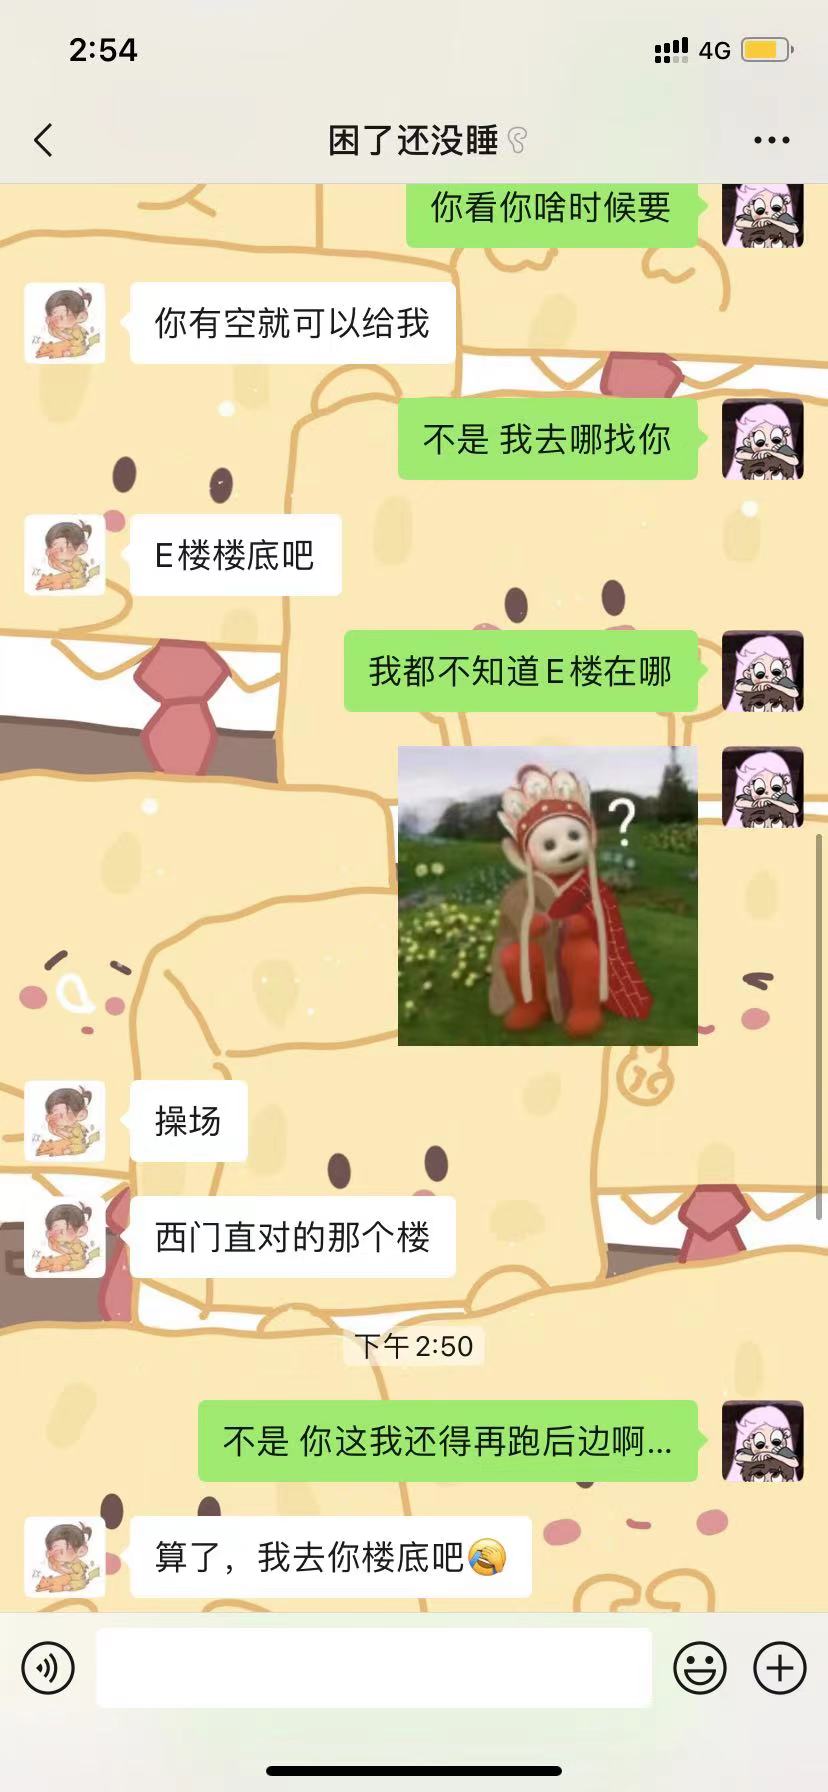 2:54
4G
困了还没睡
你看你啥时候要
你有空就可以给我
不是 我去哪找你
E楼楼底吧
我都不知道E楼在哪
?
操场
西门直对的那个楼
下午2:50
不是 你这我还得再跑后边啊...
算了，我去你楼底吧🤣